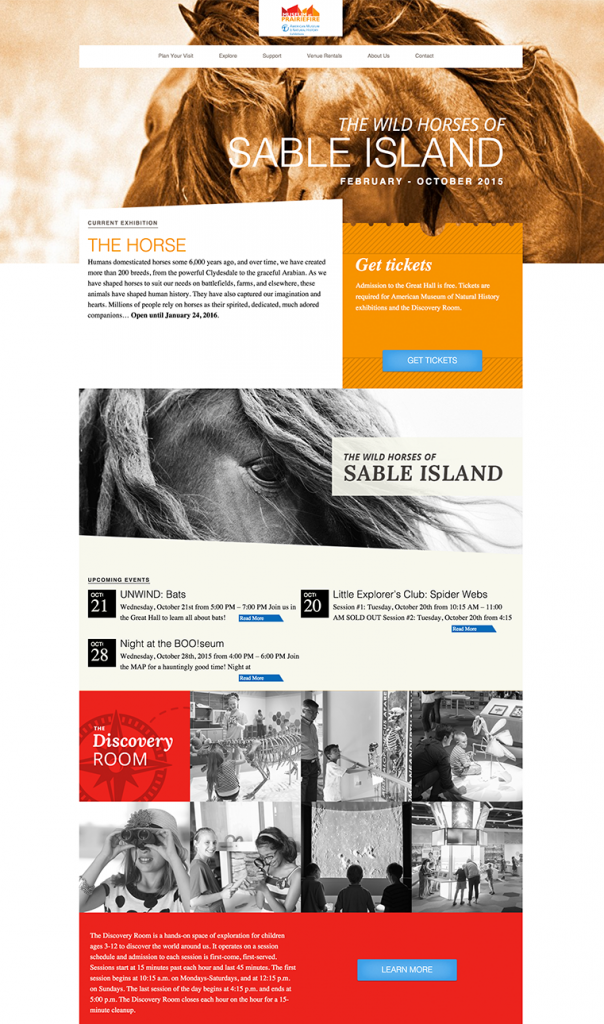 MUSEUM AT
PRAIRIEFIRE
Plan Your Visit
Explore
Support
Venue Rentals
About Us
Contact
THE WILD HORSES OF
SABLE ISLAND
FEBRUARY - OCTOBER 2015
CURRENT EXHIBITION
THE HORSE
Humans domesticated horses some 6,000 years ago, and over time, we have created
more than 200 breeds, from the powerful Clydesdale to the graceful Arabian. As we
have shaped horses to suit our needs on battlefields, farms, and elsewhere, these
animals have shaped human history. They have also captured our imagination and
hearts. Millions of people rely on horses as their spirited, dedicated, much adored
companions… Open until January 24, 2016.
Get tickets
Admission to the Great Hall is free. Tickets are
required for American Museum of Natural History
exhibitions and the Discovery Room.
GET TICKETS
THE WILD HORSES OF
SABLE ISLAND
UPCOMING EVENTS
OCT
21
UNWIND: Bats
Wednesday, October 21st from 5:00 PM – 7:00 PM Join us in
the Great Hall to learn all about bats!
Read More
OCT
20
Little Explorer's Club: Spider Webs
Session #1: Tuesday, October 20th from 10:15 AM – 11:00
AM SOLD OUT Session #2: Tuesday, October 20th from 4:15
Read More
OCT
28
Night at the BOO!seum
Wednesday, October 28th, 2015 from 4:00 PM – 6:00 PM Join
the MAP for a hauntingly good time! Night at
Read More
THE
Discovery
ROOM
The Discovery Room is a hands-on space of exploration for children
ages 3-12 to discover the world around us. It operates on a session
schedule and admission to each session is first-come, first-served.
Sessions start at 15 minutes past each hour and last 45 minutes. The first
session begins at 10:15 a.m. on Mondays-Saturdays, and at 12:15 p.m.
on Sundays. The last session of the day begins at 4:15 p.m. and ends at
5:00 p.m. The Discovery Room closes each hour on the hour for a 15-
minute cleanup.
LEARN MORE